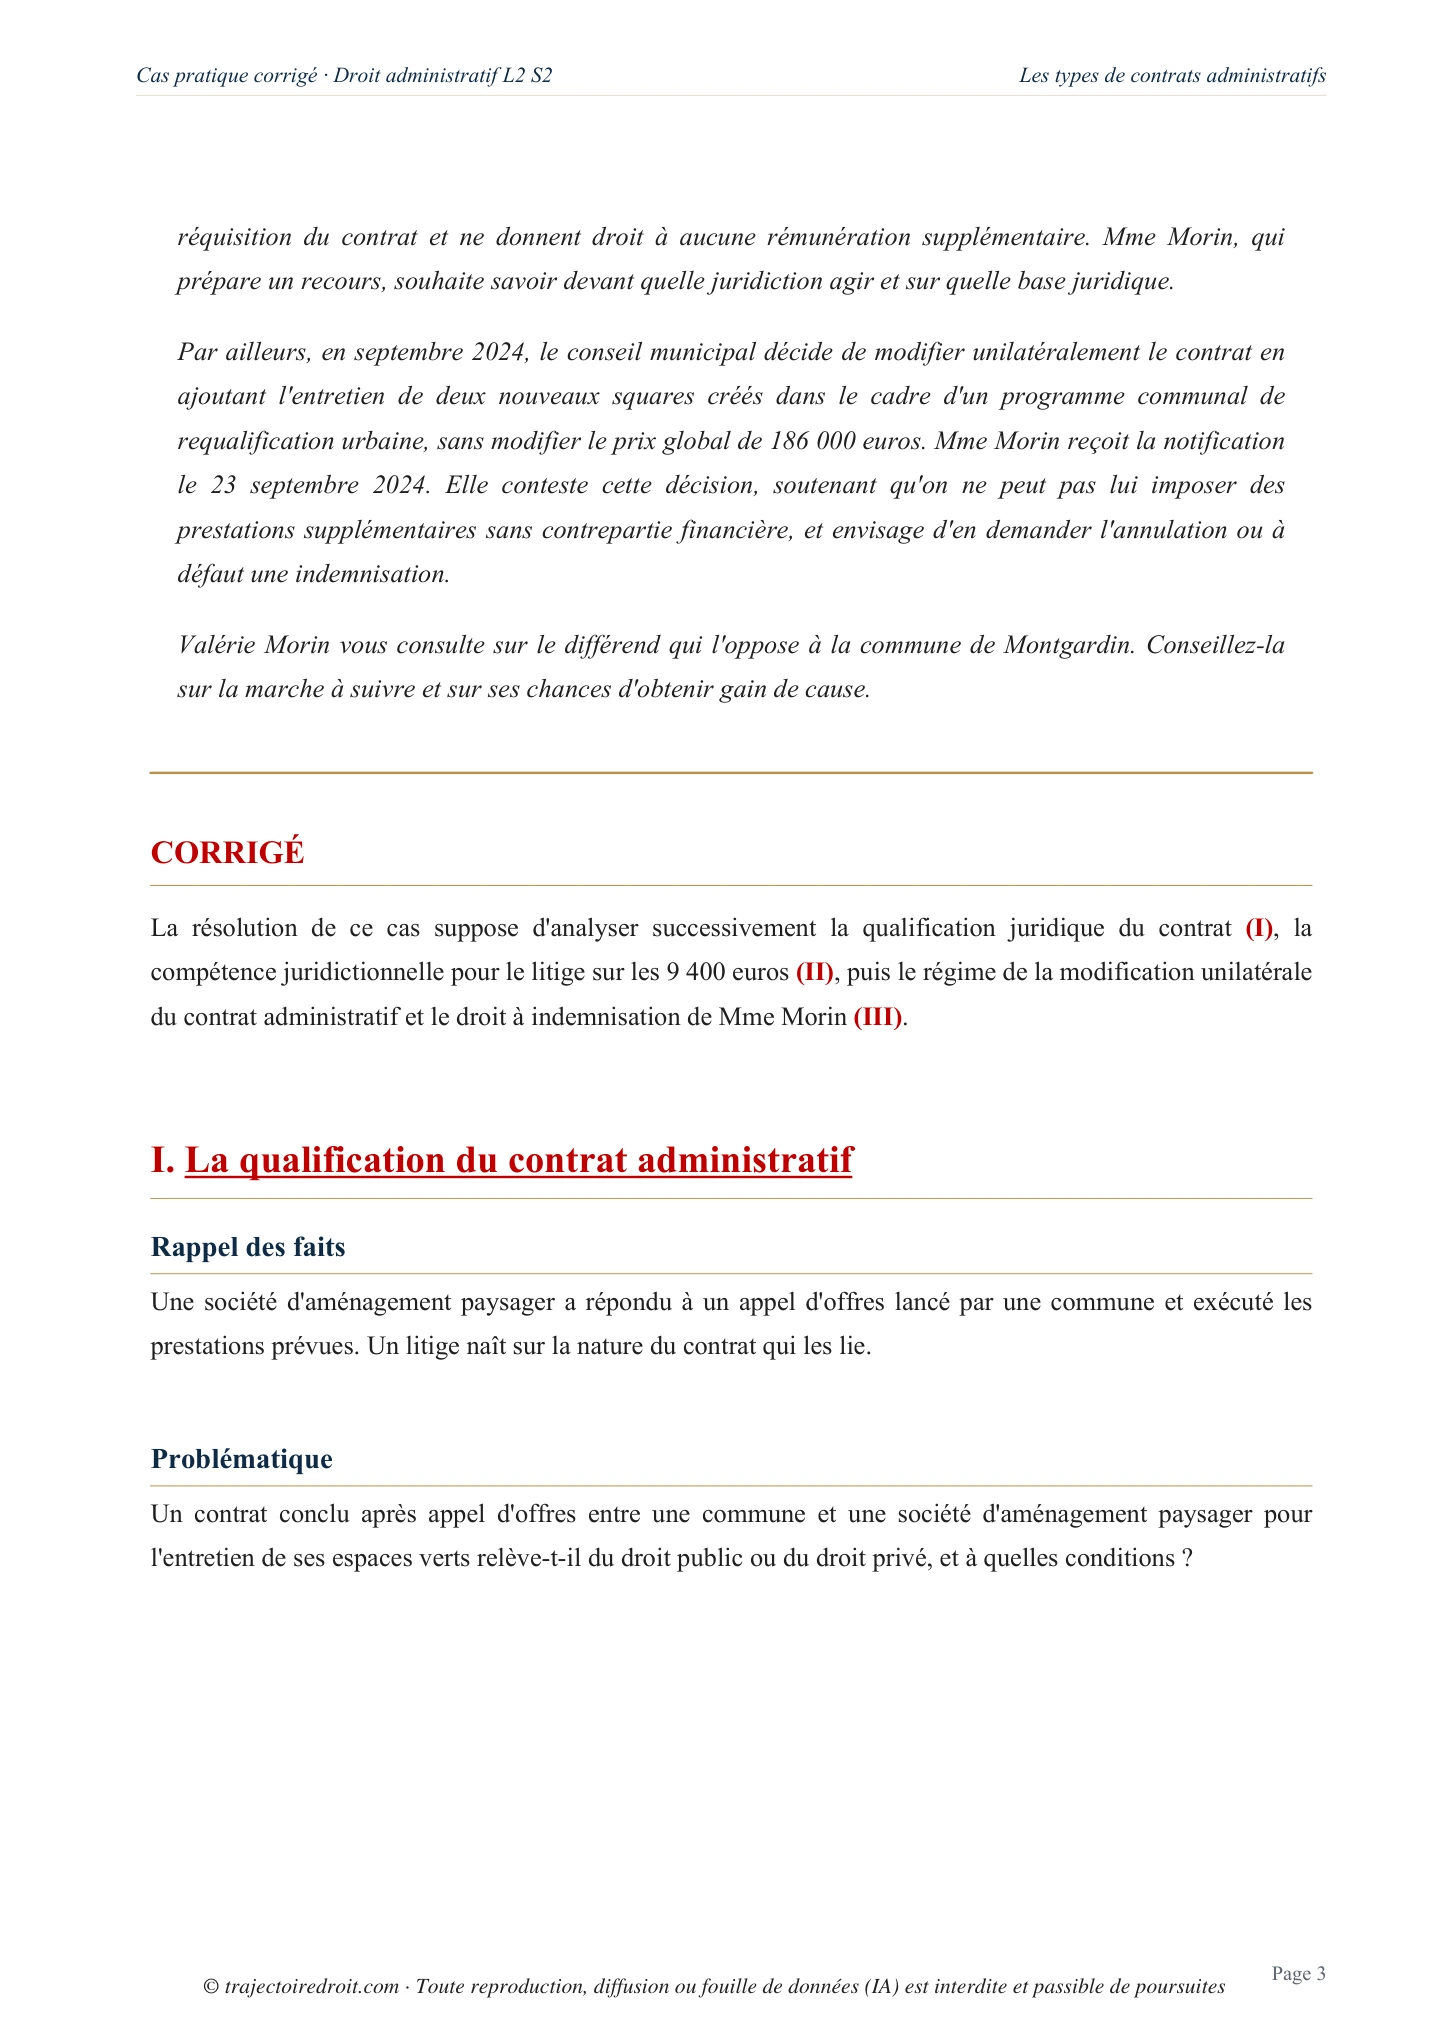 Cas pratique corrigé · Droit administratif L2 S2
Les types de contrats administratifs
réquisition du contrat et ne donnent droit à aucune rémunération supplémentaire. Mme Morin, qui
prépare un recours, souhaite savoir devant quelle juridiction agir et sur quelle base juridique.
Par ailleurs, en septembre 2024, le conseil municipal décide de modifier unilatéralement le contrat en
ajoutant l'entretien de deux nouveaux squares créés dans le cadre d'un programme communal de
requalification urbaine, sans modifier le prix global de 186 000 euros. Mme Morin reçoit la notification
le 23 septembre 2024. Elle conteste cette décision, soutenant qu'on ne peut pas lui imposer des
prestations supplémentaires sans contrepartie financière, et envisage d'en demander l'annulation ou à
défaut une indemnisation.
Valérie Morin vous consulte sur le différend qui l'oppose à la commune de Montgardin. Conseillez-la
sur la marche à suivre et sur ses chances d'obtenir gain de cause.
CORRIGÉ
La résolution de ce cas suppose d'analyser successivement la qualification juridique du contrat (I), la
compétence juridictionnelle pour le litige sur les 9 400 euros (II), puis le régime de la modification unilatérale
du contrat administratif et le droit à indemnisation de Mme Morin (III).
I. La qualification du contrat administratif
Rappel des faits
Une société d'aménagement paysager a répondu à un appel d'offres lancé par une commune et exécuté les
prestations prévues. Un litige naît sur la nature du contrat qui les lie.
Problématique
Un contrat conclu après appel d'offres entre une commune et une société d'aménagement paysager pour
l'entretien de ses espaces verts relève-t-il du droit public ou du droit privé, et à quelles conditions ?
© trajectoiredroit.com · Toute reproduction, diffusion ou fouille de données (IA) est interdite et passible de poursuites
Page 3